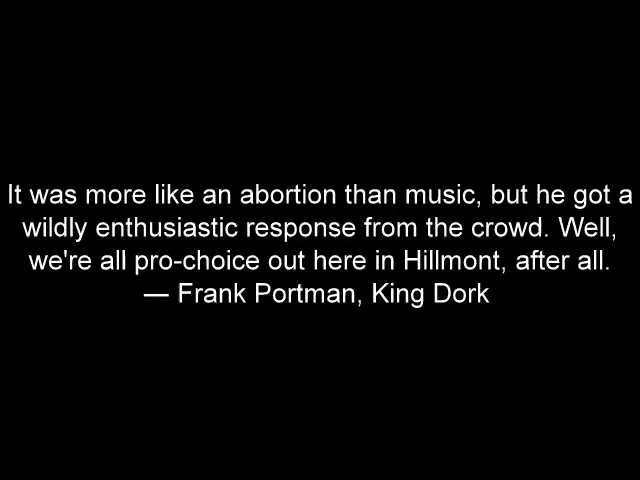 It was more like an abortion than music, but he got a
wildly enthusiastic response from the crowd. Well,
we're all pro-choice out here in Hillmont, after all.
― Frank Portman, King Dork